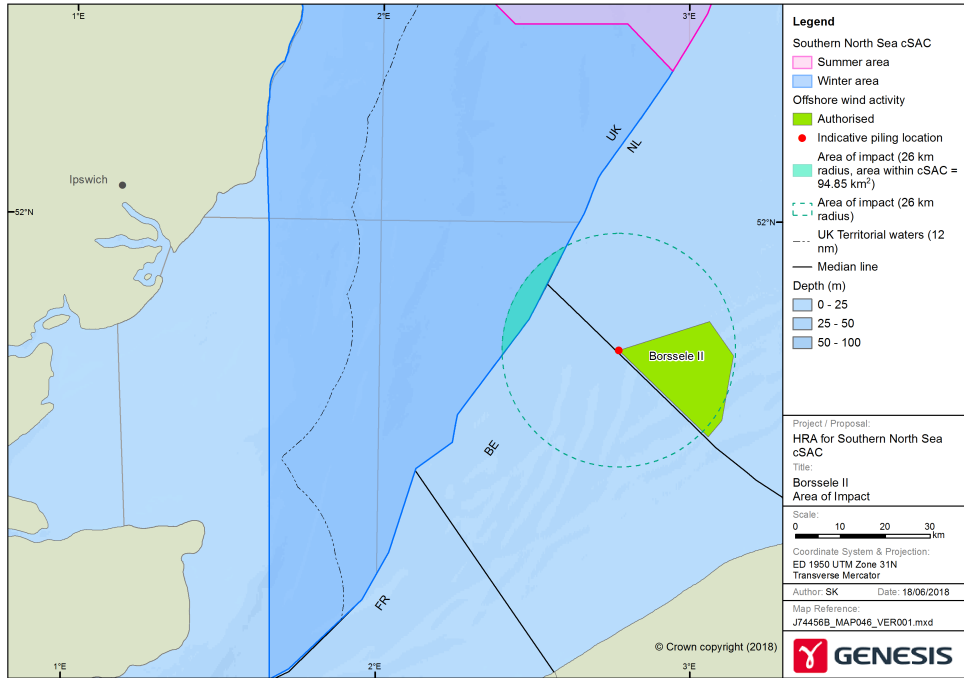 1°E
2°E
3°E
UK
NL
Ipswich
52°N
52°N
Borssele II
BE
FR
© Crown copyright (2018)
1°E
2°E
3°E
Legend
Southern North Sea cSAC
Summer area
Winter area
Offshore wind activity
Authorised
Indicative piling location
Area of impact (26 km
radius, area within cSAC =
94.85 km²)
Area of impact (26 km
radius)
UK Territorial waters (12
nm)
Median line
Depth (m)
0 - 25
25 - 50
50 - 100
Project / Proposal:
HRA for Southern North Sea
cSAC
Title:
Borssele II
Area of Impact
Scale:
0 10 20 30
km
Coordinate System & Projection:
ED 1950 UTM Zone 31N
Transverse Mercator
Author: SK Date: 18/06/2018
Map Reference:
J74456B_MAP046_VER001.mxd
GENESIS